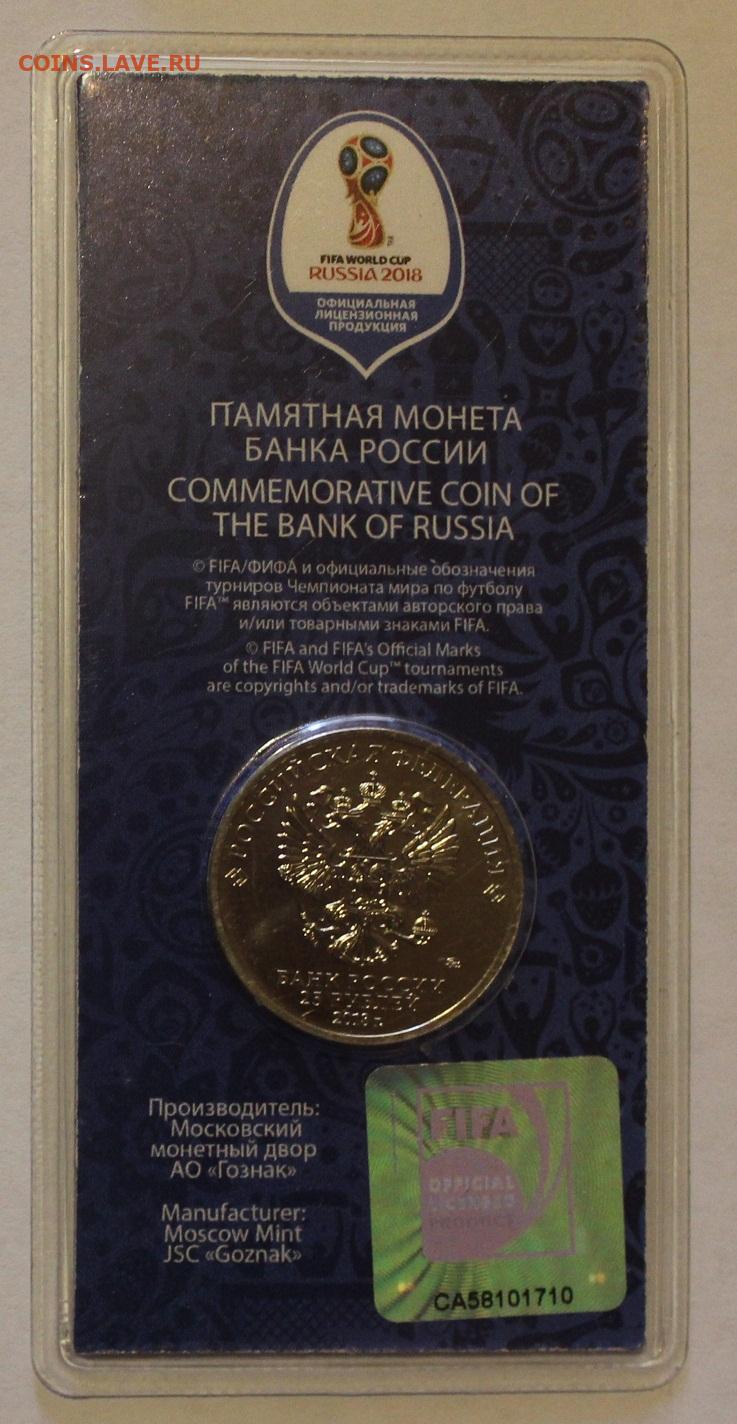 COINS.LAVE.RU
FIFA WORLD CUP
RUSSIA 2018
ОФИЦИАЛЬНАЯ
ЛИЦЕНЗИОННАЯ
ПРОДУКЦИЯ
ПАМЯТНАЯ МОНЕТА
БАНКА РОССИИ
COMMEMORATIVE COIN OF
THE BANK OF RUSSIA
© FIFA/ФИФА и официальные обозначения
турниров Чемпионата мира по футболу
FIFA™ являются объектами авторского права
и/или товарными знаками FIFA.
© FIFA and FIFA's Official Marks
of the FIFA World Cup™ tournaments
are copyrights and/or trademarks of FIFA.
РОССИЙСКАЯ ФЕДЕРАЦИЯ
БАНК РОССИИ
25 РУБЛЕЙ
2018 г.
Производитель:
Московский
монетный двор
АО «Гознак»
Manufacturer:
Moscow Mint
JSC «Goznak»
FIFA
OFFICIAL
LICENSED
PRODUCT
CA58101710